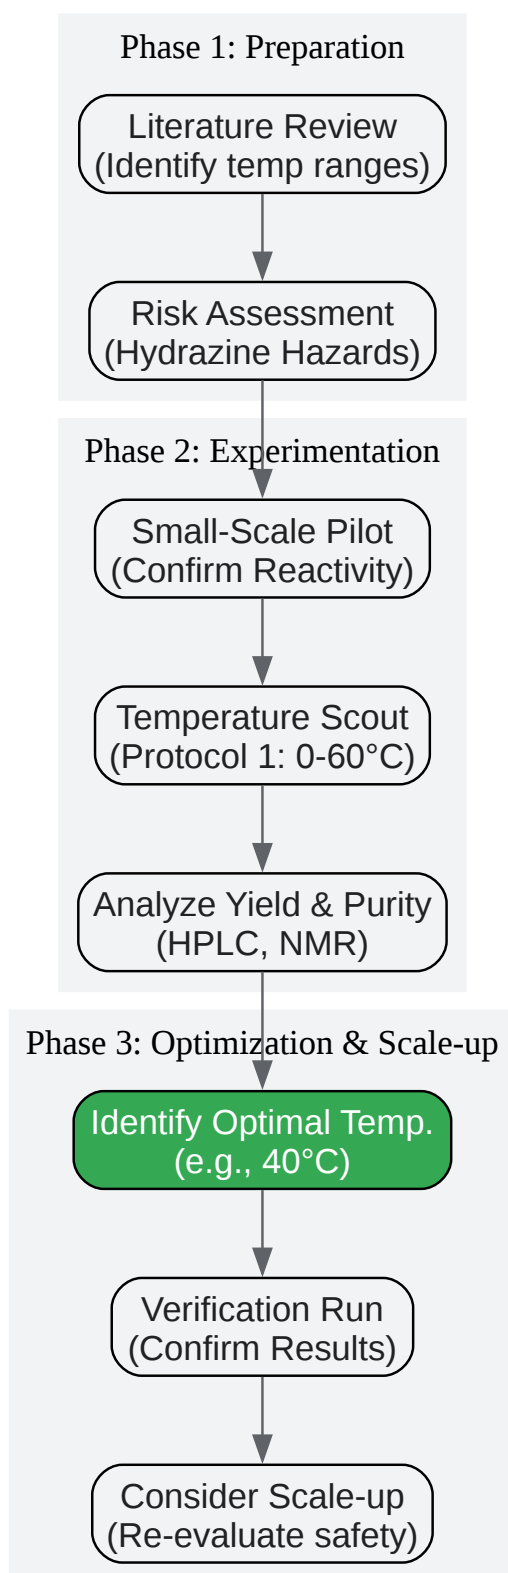 Phase 1: Preparation
Literature Review
(Identify temp ranges)
Risk Assessment
(Hydrazine Hazards)
Phase 2: Experimentation
Small-Scale Pilot
(Confirm Reactivity)
Temperature Scout
(Protocol 1: 0-60°C)
Analyze Yield & Purity
(HPLC, NMR)
Phase 3: Optimization & Scale-up
Identify Optimal Temp.
(e.g., 40°C)
Verification Run
(Confirm Results)
Consider Scale-up
(Re-evaluate safety)